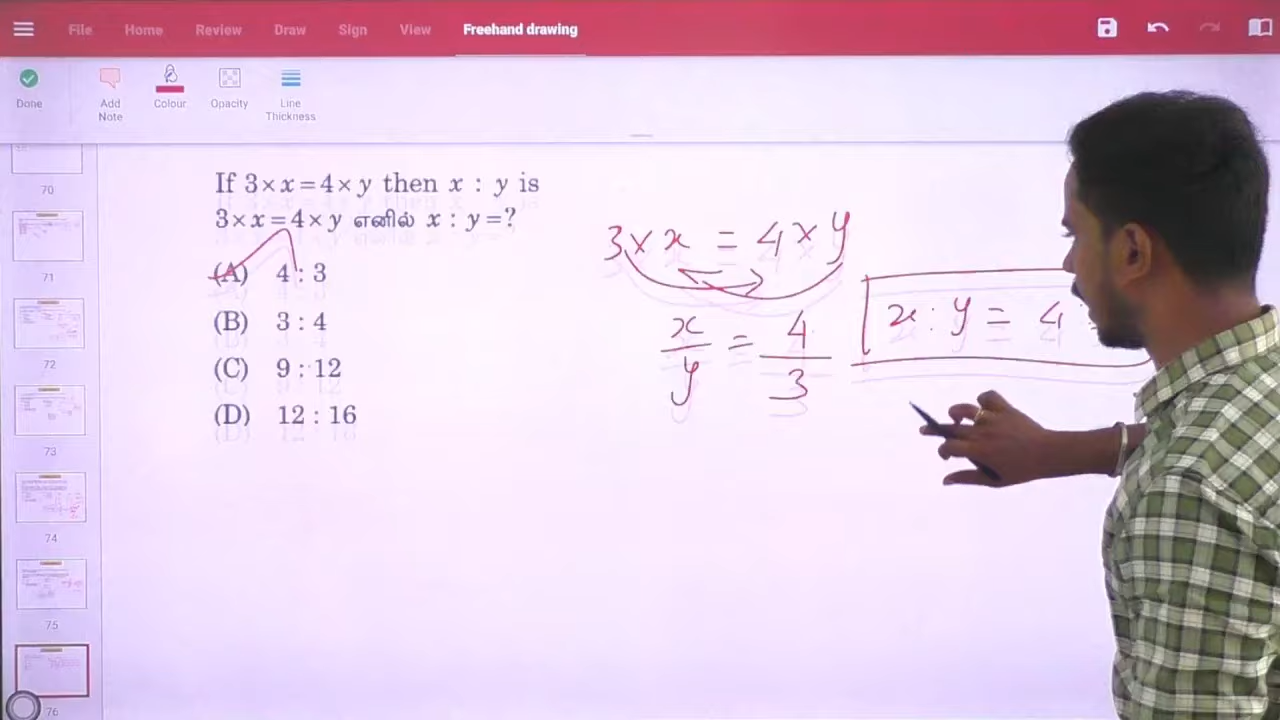 File Home Review Draw Sign View Freehand drawing
Done Add Note Colour Opacity Line Thickness
70
71
72
73
74
75
76
If 3×x=4×y then x : y is
3×x=4×y எனில் x : y=?
(A) 4 : 3
(B) 3 : 4
(C) 9 : 12
(D) 12 : 16
3×x = 4×y
x/y = 4/3
x : y = 4